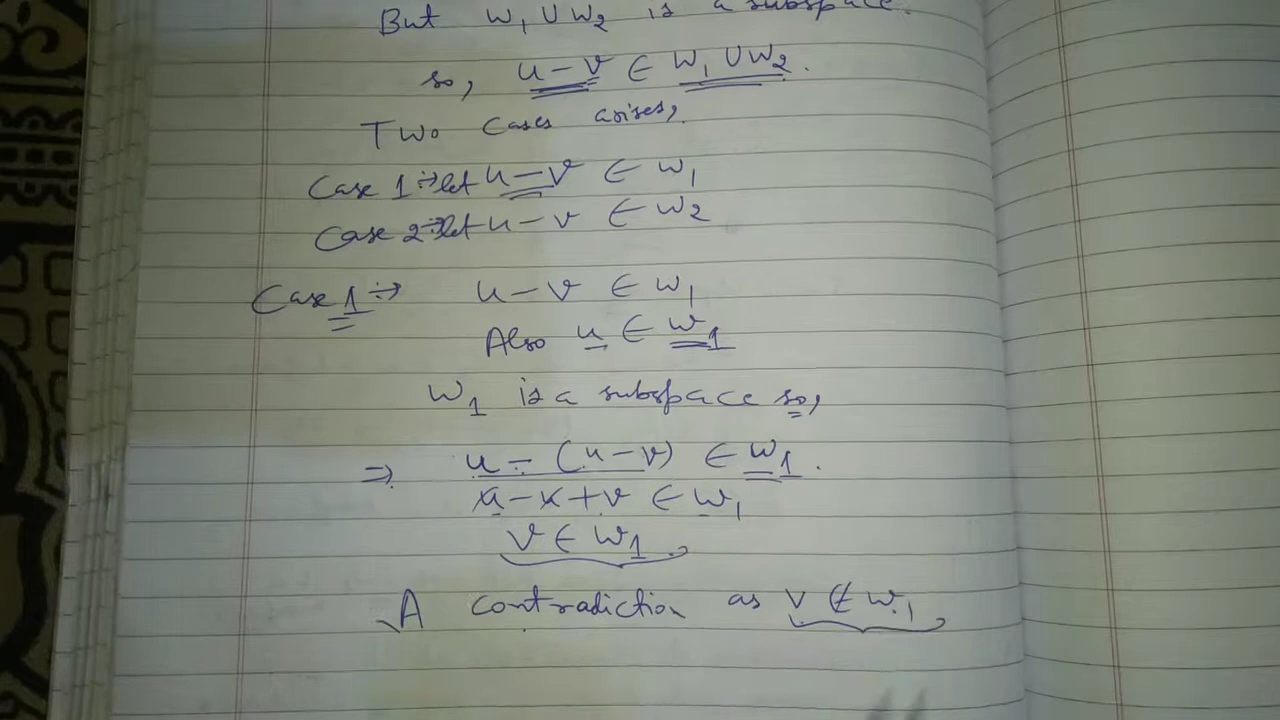 But W₁ ∪ W₂ is a subspace.
so, u - v ∈ W₁ ∪ W₂.
Two cases arises,
Case 1 :→ let u - v ∈ W₁
Case 2 :→ let u - v ∈ W₂
Case 1 :→ u - v ∈ W₁
Also u ∈ W₁
W₁ is a subspace so,
⇒ u - (u - v) ∈ W₁.
u - u + v ∈ W₁
v ∈ W₁
A contradiction as v ∉ W₁